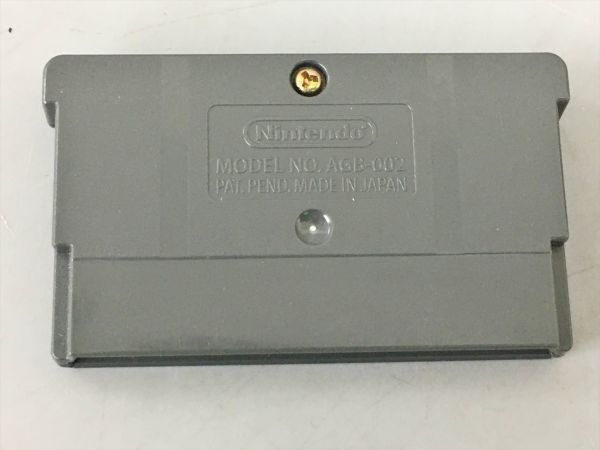 Nintendo
MODEL NO. AGB-002
PAT. PEND. MADE IN JAPAN